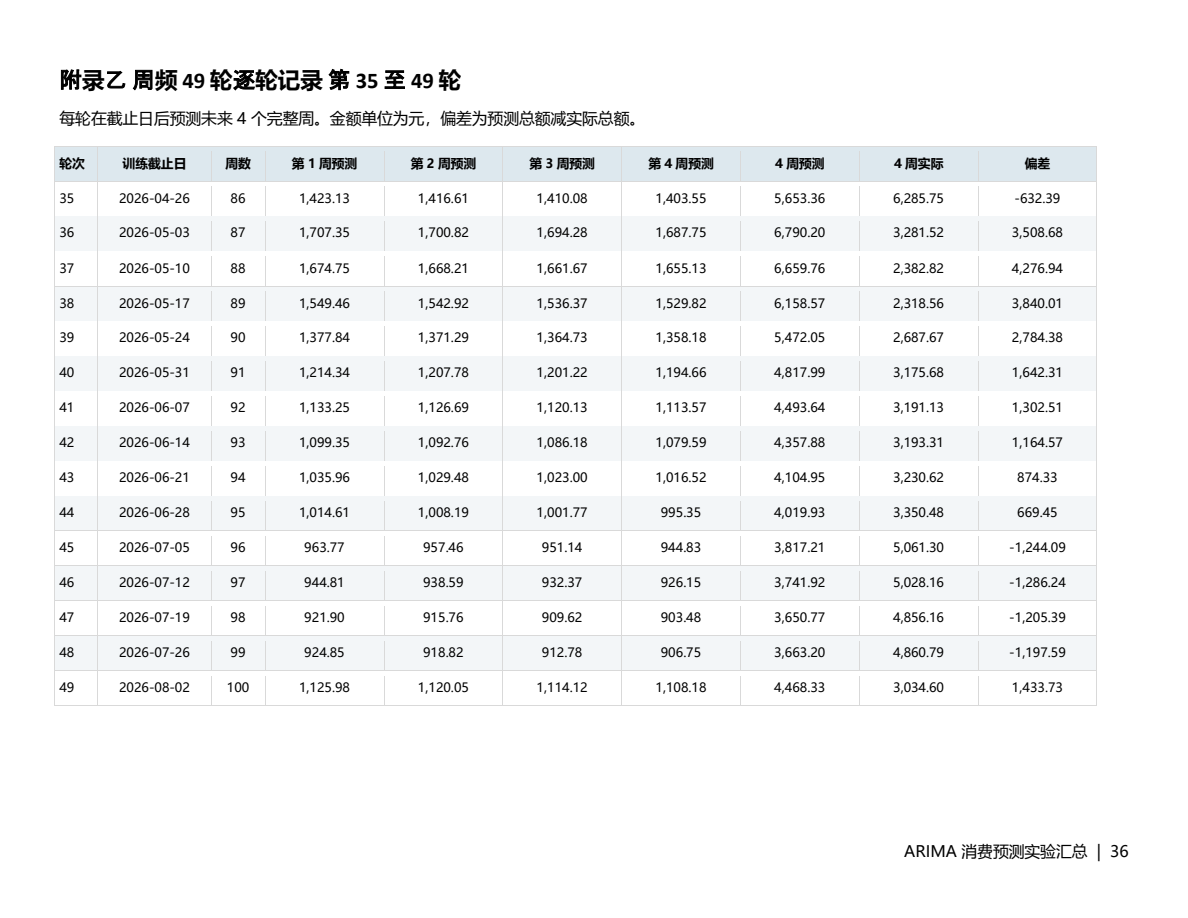 附录乙 周频 49 轮逐轮记录 第 35 至 49 轮
每轮在截止日后预测未来 4 个完整周。金额单位为元，偏差为预测总额减实际总额。
轮次 训练截止日 周数 第 1 周预测 第 2 周预测 第 3 周预测 第 4 周预测 4 周预测 4 周实际 偏差
35 2026-04-26 86 1,423.13 1,416.61 1,410.08 1,403.55 5,653.36 6,285.75 -632.39
36 2026-05-03 87 1,707.35 1,700.82 1,694.28 1,687.75 6,790.20 3,281.52 3,508.68
37 2026-05-10 88 1,674.75 1,668.21 1,661.67 1,655.13 6,659.76 2,382.82 4,276.94
38 2026-05-17 89 1,549.46 1,542.92 1,536.37 1,529.82 6,158.57 2,318.56 3,840.01
39 2026-05-24 90 1,377.84 1,371.29 1,364.73 1,358.18 5,472.05 2,687.67 2,784.38
40 2026-05-31 91 1,214.34 1,207.78 1,201.22 1,194.66 4,817.99 3,175.68 1,642.31
41 2026-06-07 92 1,133.25 1,126.69 1,120.13 1,113.57 4,493.64 3,191.13 1,302.51
42 2026-06-14 93 1,099.35 1,092.76 1,086.18 1,079.59 4,357.88 3,193.31 1,164.57
43 2026-06-21 94 1,035.96 1,029.48 1,023.00 1,016.52 4,104.95 3,230.62 874.33
44 2026-06-28 95 1,014.61 1,008.19 1,001.77 995.35 4,019.93 3,350.48 669.45
45 2026-07-05 96 963.77 957.46 951.14 944.83 3,817.21 5,061.30 -1,244.09
46 2026-07-12 97 944.81 938.59 932.37 926.15 3,741.92 5,028.16 -1,286.24
47 2026-07-19 98 921.90 915.76 909.62 903.48 3,650.77 4,856.16 -1,205.39
48 2026-07-26 99 924.85 918.82 912.78 906.75 3,663.20 4,860.79 -1,197.59
49 2026-08-02 100 1,125.98 1,120.05 1,114.12 1,108.18 4,468.33 3,034.60 1,433.73
ARIMA 消费预测实验汇总 | 36